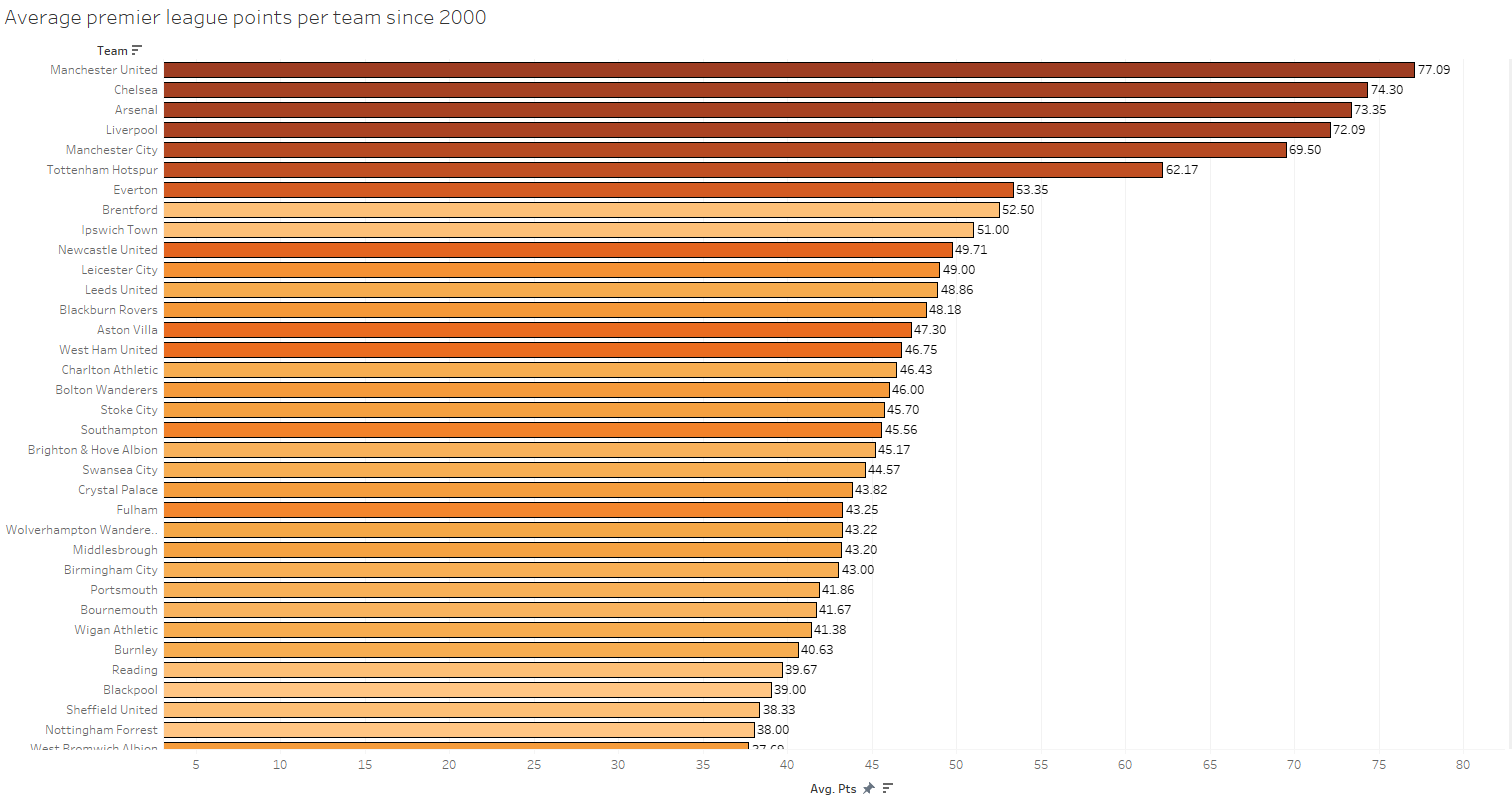 Average premier league points per team since 2000
Team
Manchester United 77.09
Chelsea 74.30
Arsenal 73.35
Liverpool 72.09
Manchester City 69.50
Tottenham Hotspur 62.17
Everton 53.35
Brentford 52.50
Ipswich Town 51.00
Newcastle United 49.71
Leicester City 49.00
Leeds United 48.86
Blackburn Rovers 48.18
Aston Villa 47.30
West Ham United 46.75
Charlton Athletic 46.43
Bolton Wanderers 46.00
Stoke City 45.70
Southampton 45.56
Brighton & Hove Albion 45.17
Swansea City 44.57
Crystal Palace 43.82
Fulham 43.25
Wolverhampton Wandere.. 43.22
Middlesbrough 43.20
Birmingham City 43.00
Portsmouth 41.86
Bournemouth 41.67
Wigan Athletic 41.38
Burnley 40.63
Reading 39.67
Blackpool 39.00
Sheffield United 38.33
Nottingham Forrest 38.00
West Bromwich Albion
5 10 15 20 25 30 35 40 45 50 55 60 65 70 75 80
Avg. Pts